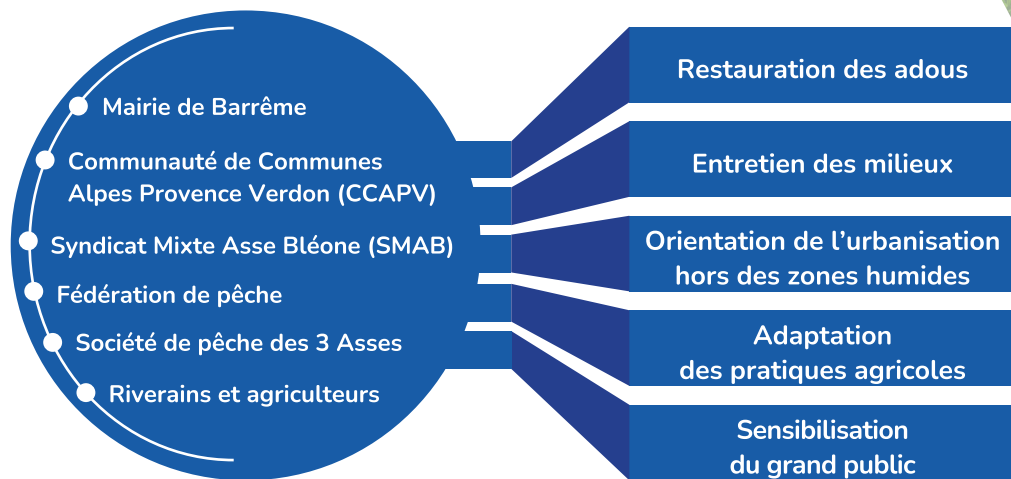 Mairie de Barrême
Communauté de Communes
Alpes Provence Verdon (CCAPV)
Syndicat Mixte Asse Bléone (SMAB)
Fédération de pêche
Société de pêche des 3 Asses
Riverains et agriculteurs
Restauration des adous
Entretien des milieux
Orientation de l’urbanisation
hors des zones humides
Adaptation
des pratiques agricoles
Sensibilisation
du grand public